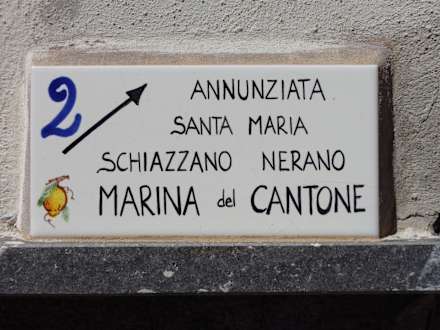 2
ANNUNZIATA
SANTA MARIA
SCHIAZZANO NERANO
MARINA del CANTONE